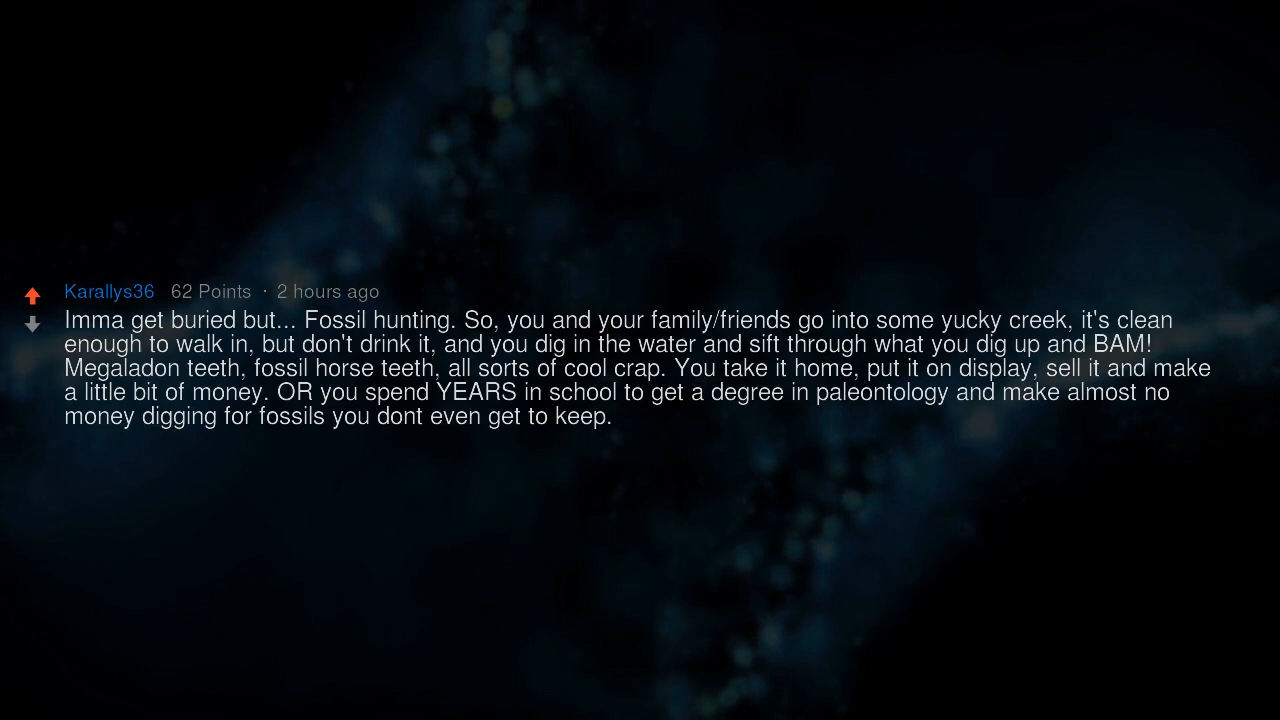 Karallys36 62 Points · 2 hours ago
Imma get buried but... Fossil hunting. So, you and your family/friends go into some yucky creek, it's clean
enough to walk in, but don't drink it, and you dig in the water and sift through what you dig up and BAM!
Megaladon teeth, fossil horse teeth, all sorts of cool crap. You take it home, put it on display, sell it and make
a little bit of money. OR you spend YEARS in school to get a degree in paleontology and make almost no
money digging for fossils you dont even get to keep.